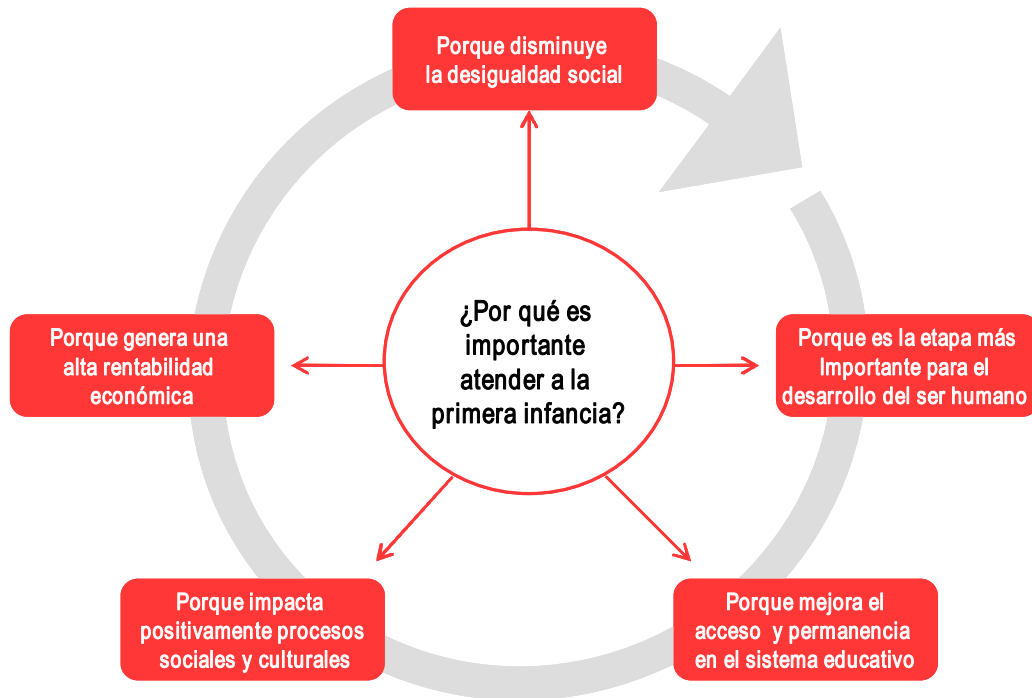 Porque disminuye
la desigualdad social
¿Por qué es
importante
atender a la
primera infancia?
Porque genera una
alta rentabilidad
económica
Porque es la etapa más
Importante para el
desarrollo del ser humano
Porque impacta
positivamente procesos
sociales y culturales
Porque mejora el
acceso y permanencia
en el sistema educativo